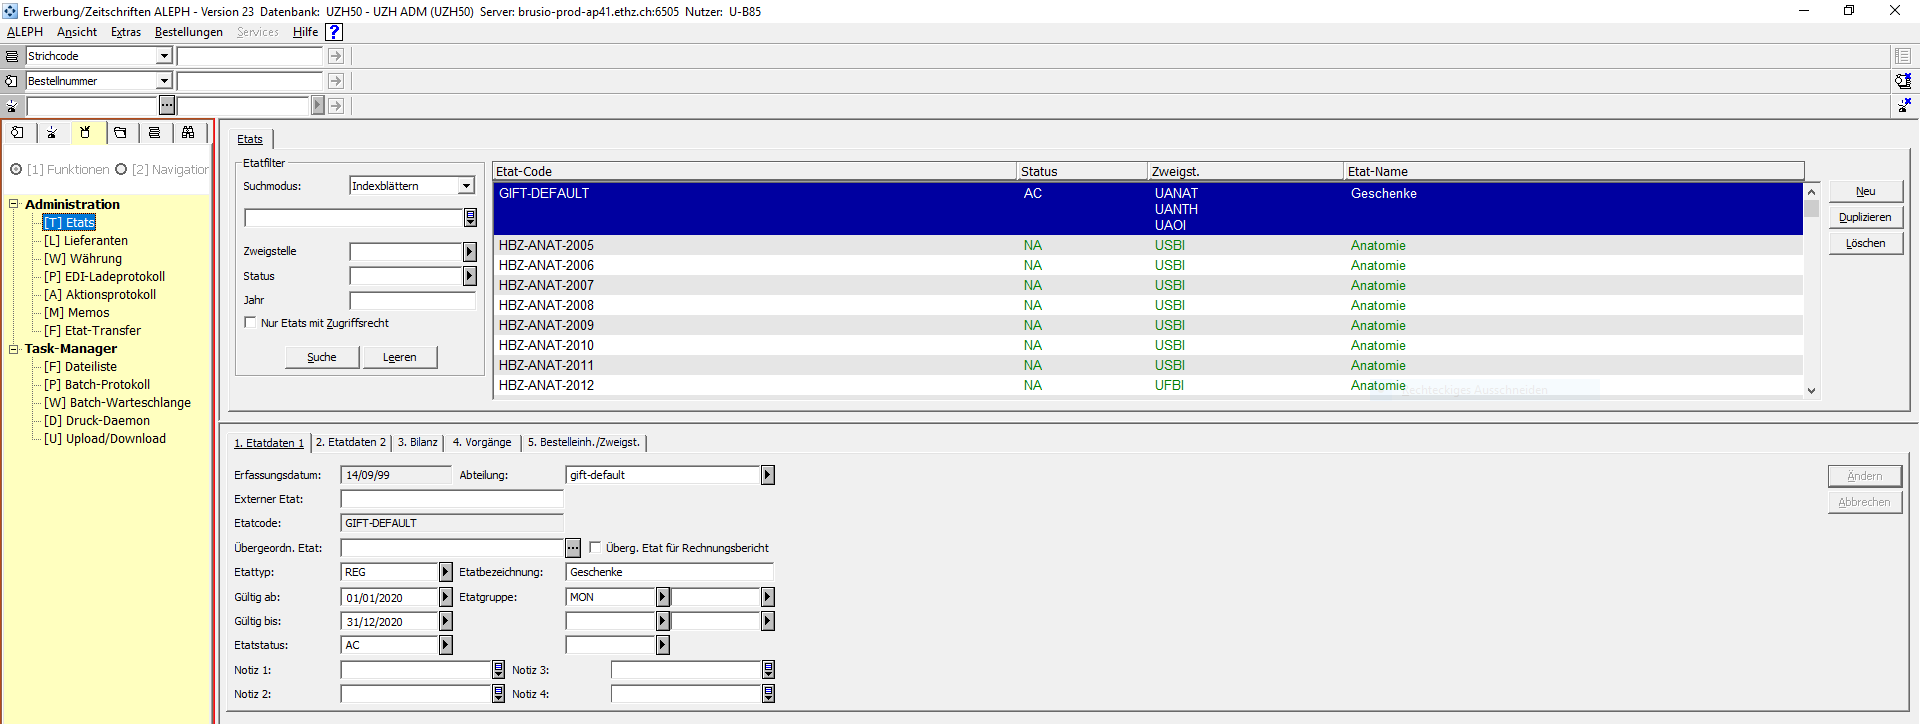 Erwerbung/Zeitschriften ALEPH - Version 23 Datenbank: UZH50 - UZH ADM (UZH50) Server: brusio-prod-ap41.ethz.ch:6505 Nutzer: U-B85
ALEPH Ansicht Extras Bestellungen Services Hilfe ?
Strichcode
Bestellnummer
[1] Funktionen [2] Navigation
Administration
[T] Etats
[L] Lieferanten
[W] Währung
[P] EDI-Ladeprotokoll
[A] Aktionsprotokoll
[M] Memos
[F] Etat-Transfer
Task-Manager
[F] Dateiliste
[P] Batch-Protokoll
[W] Batch-Warteschlange
[D] Druck-Daemon
[U] Upload/Download
Etats
Etatfilter
Suchmodus: Indexblättern
Zweigstelle
Status
Jahr
Nur Etats mit Zugriffsrecht
Suche Leeren
Etat-Code Status Zweigst. Etat-Name
GIFT-DEFAULT AC UANAT Geschenke
UANTH
UAOI
HBZ-ANAT-2005 NA USBI Anatomie
HBZ-ANAT-2006 NA USBI Anatomie
HBZ-ANAT-2007 NA USBI Anatomie
HBZ-ANAT-2008 NA USBI Anatomie
HBZ-ANAT-2009 NA USBI Anatomie
HBZ-ANAT-2010 NA USBI Anatomie
HBZ-ANAT-2011 NA USBI Anatomie
HBZ-ANAT-2012 NA UFBI Anatomie
Rechteckiges Ausschneiden
Neu
Duplizieren
Löschen
1. Etatdaten 1 2. Etatdaten 2 3. Bilanz 4. Vorgänge 5. Bestelleinh./Zweigst.
Erfassungsdatum: 14/09/99 Abteilung: gift-default
Externer Etat:
Etatcode: GIFT-DEFAULT
Übergeordn. Etat: ... Überg. Etat für Rechnungsbericht
Etattyp: REG Etatbezeichnung: Geschenke
Gültig ab: 01/01/2020 Etatgruppe: MON
Gültig bis: 31/12/2020
Etatstatus: AC
Notiz 1: Notiz 3:
Notiz 2: Notiz 4:
Ändern
Abbrechen